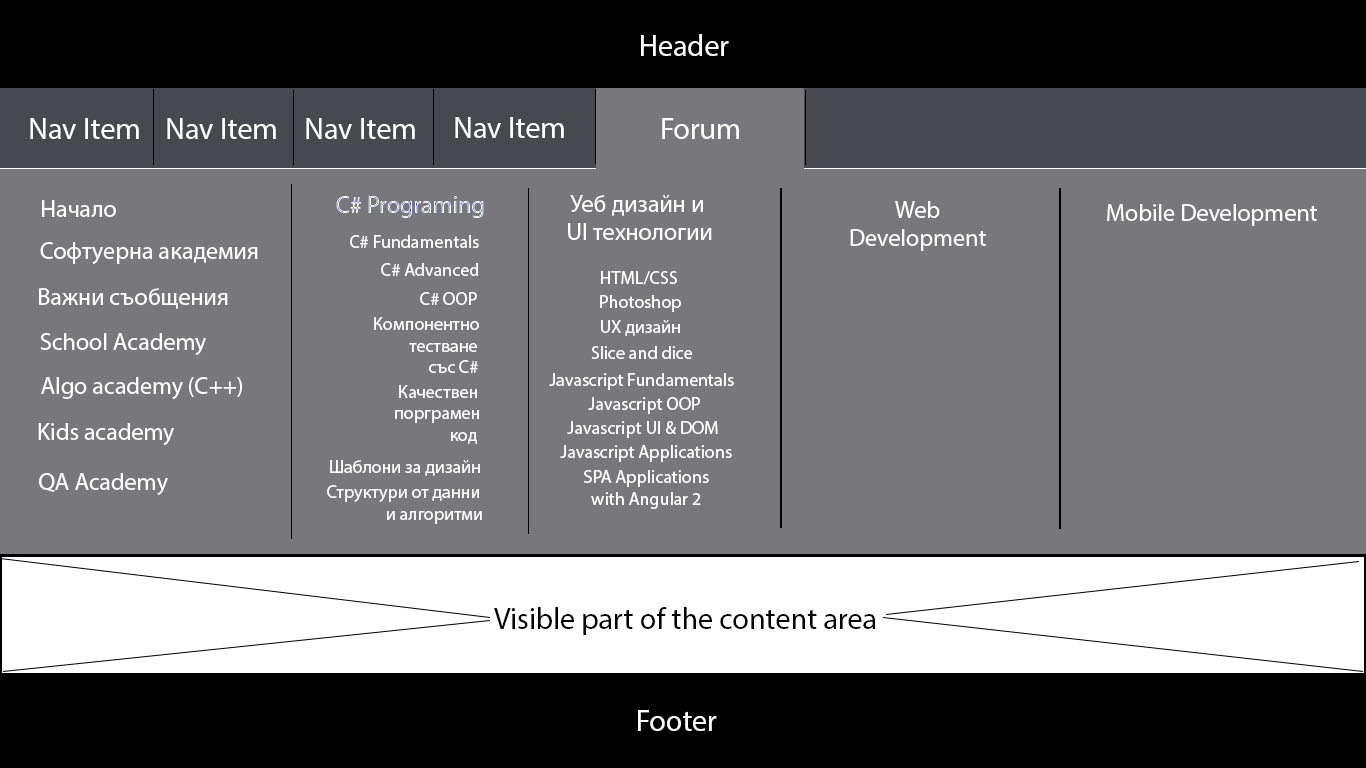 Header
Nav Item
Nav Item
Nav Item
Nav Item
Forum
Начало
Софтуерна академия
Важни съобщения
School Academy
Algo academy (C++)
Kids academy
QA Academy
C# Programing
C# Fundamentals
C# Advanced
C# OOP
Компонентно
тестване
със C#
Качествен
порграмен
код
Шаблони за дизайн
Структури от данни
и алгоритми
Уеб дизайн и
UI технологии
HTML/CSS
Photoshop
UX дизайн
Slice and dice
Javascript Fundamentals
Javascript OOP
Javascript UI & DOM
Javascript Applications
SPA Applications
with Angular 2
Web
Development
Mobile Development
Visible part of the content area
Footer